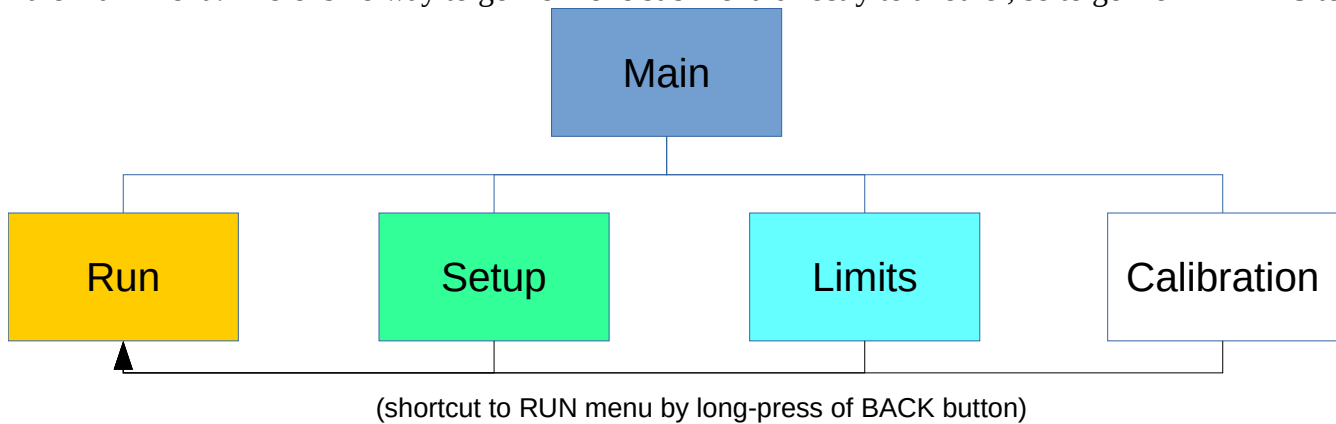 Main
Run
Setup
Limits
Calibration
(shortcut to RUN menu by long-press of BACK button)